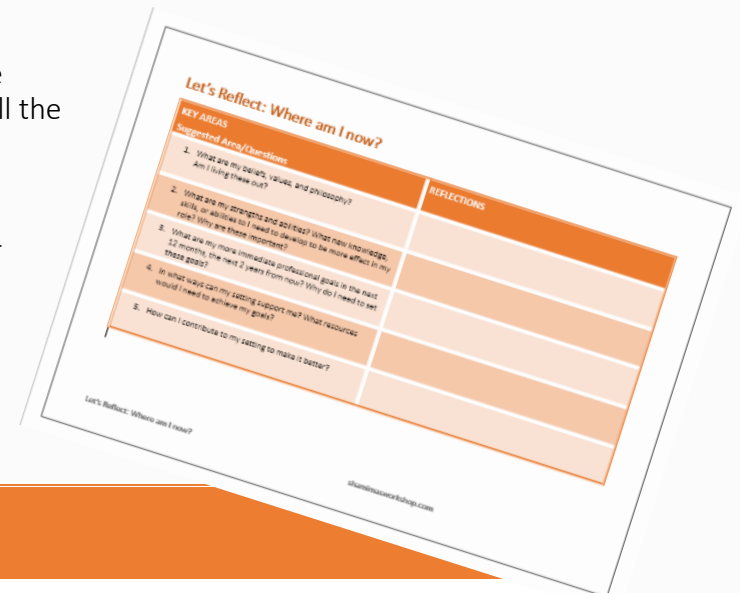 e
ll the
Let's Reflect: Where am I now?
KEY AREAS
Suggested Area/Questions
REFLECTIONS
1. What are my beliefs, values, and philosophy?
Am I living these out?
2. What are my strengths and abilities? What new knowledge,
skills, or abilities to I need to develop to be more effect in my
role? Why are these important?
3. What are my more immediate professional goals in the next
12 months, the next 2 years from now? Why do I need to set
these goals?
4. In what ways can my setting support me? What resources
would I need to achieve my goals?
5. How can I contribute to my setting to make it better?
Let's Reflect: Where am I now?
shamimasworkshop.com